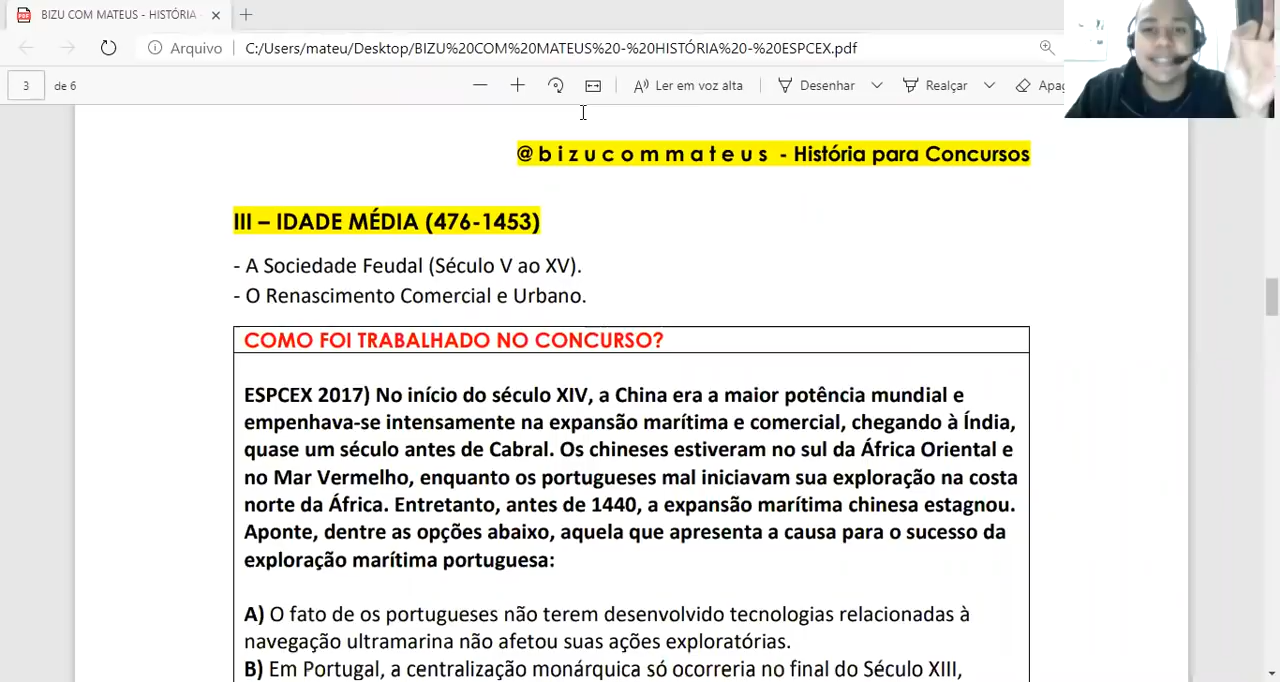 BIZU COM MATEUS - HISTÓRIA
Arquivo
C:/Users/mateu/Desktop/BIZU%20COM%20MATEUS%20-%20HISTÓRIA%20-%20ESPCEX.pdf
3 de 6
Ler em voz alta
Desenhar
Realçar
@bizucommateus - História para Concursos
III – IDADE MÉDIA (476-1453)
- A Sociedade Feudal (Século V ao XV).
- O Renascimento Comercial e Urbano.
COMO FOI TRABALHADO NO CONCURSO?
ESPCEX 2017) No início do século XIV, a China era a maior potência mundial e
empenhava-se intensamente na expansão marítima e comercial, chegando à Índia,
quase um século antes de Cabral. Os chineses estiveram no sul da África Oriental e
no Mar Vermelho, enquanto os portugueses mal iniciavam sua exploração na costa
norte da África. Entretanto, antes de 1440, a expansão marítima chinesa estagnou.
Aponte, dentre as opções abaixo, aquela que apresenta a causa para o sucesso da
exploração marítima portuguesa:
A) O fato de os portugueses não terem desenvolvido tecnologias relacionadas à
navegação ultramarina não afetou suas ações exploratórias.
B) Em Portugal, a centralização monárquica só ocorreria no final do Século XIII,